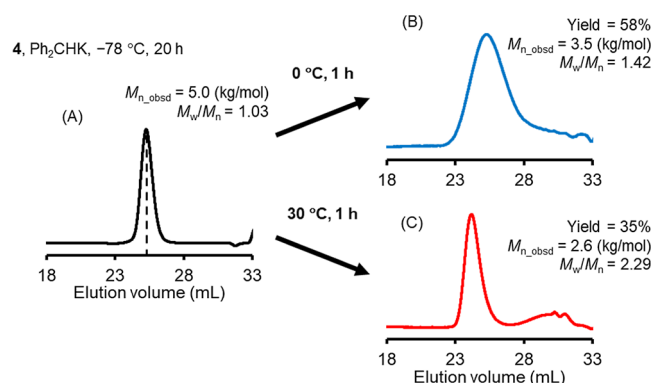 4, Ph₂CHK, −78 °C, 20 h
(A)
Mn_obsd = 5.0 (kg/mol)
Mw/Mn = 1.03
18 23 28 33
Elution volume (mL)
0 °C, 1 h
30 °C, 1 h
(B)
Yield = 58%
Mn_obsd = 3.5 (kg/mol)
Mw/Mn = 1.42
18 23 28 33
(C)
Yield = 35%
Mn_obsd = 2.6 (kg/mol)
Mw/Mn = 2.29
18 23 28 33
Elution volume (mL)